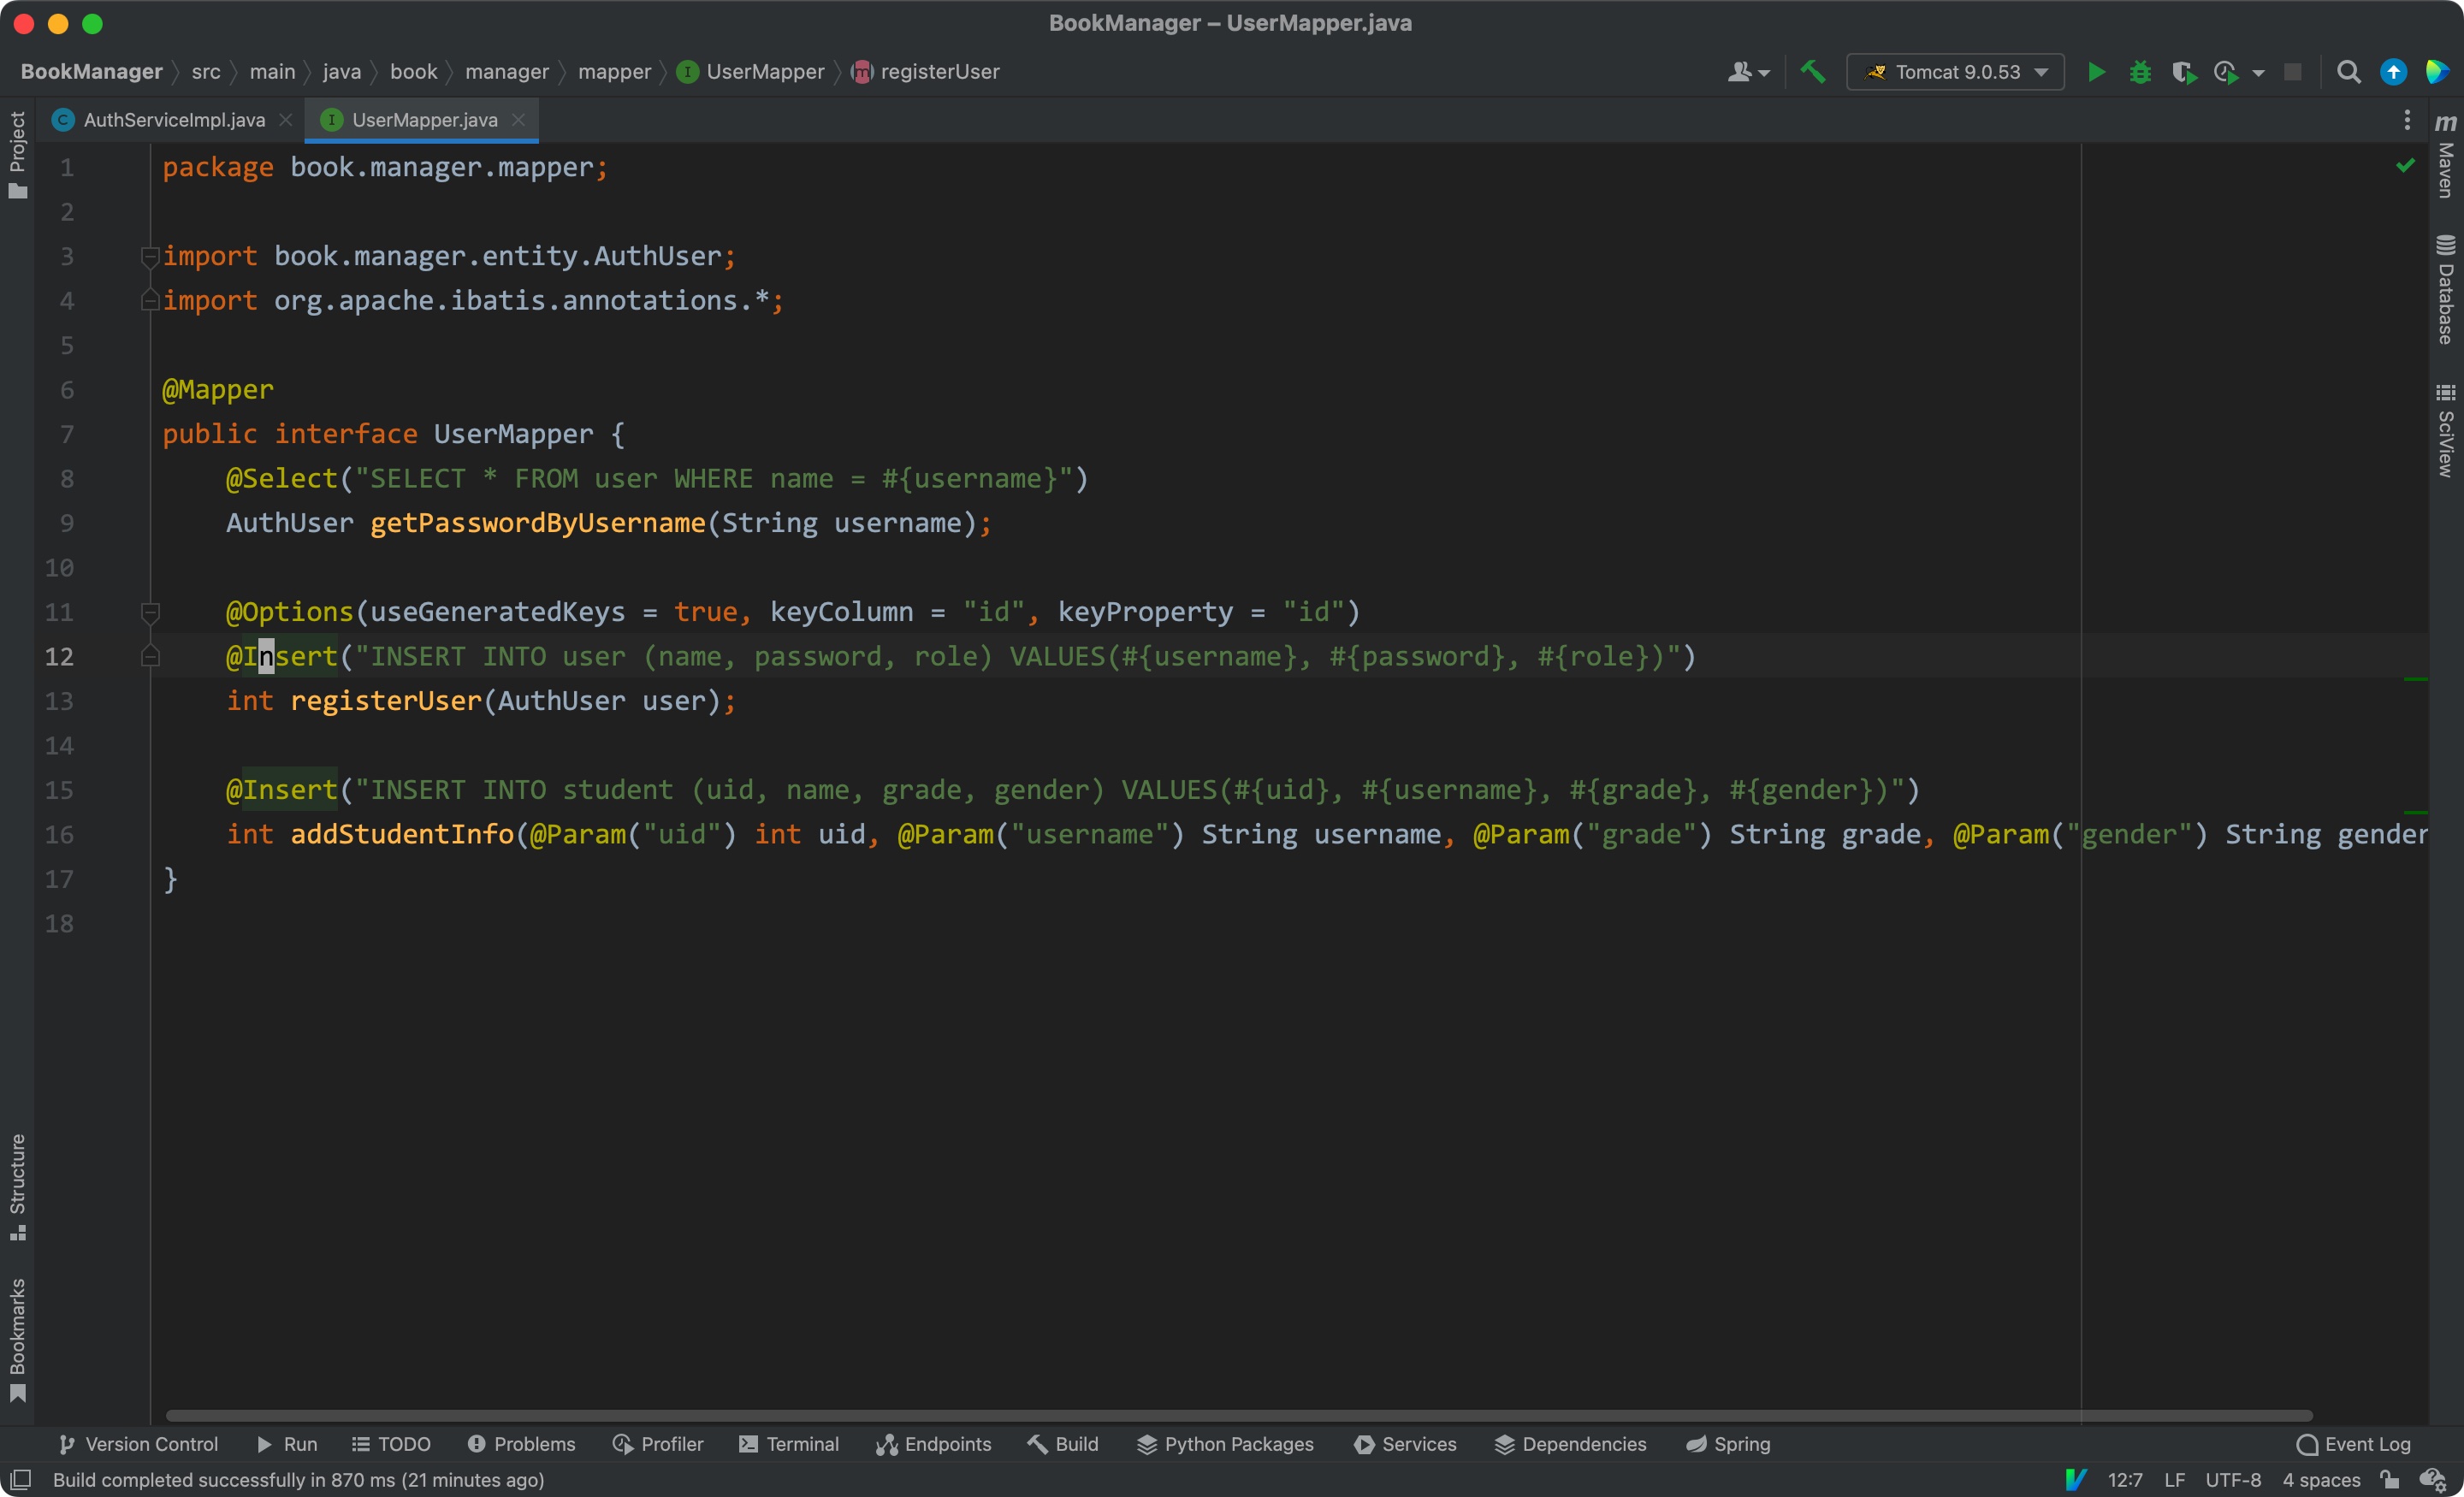 BookManager – UserMapper.java
BookManager src main java book manager mapper I UserMapper m registerUser Tomcat 9.0.53
Project
C AuthServiceImpl.java I UserMapper.java
m Maven
Database
SciView
1 package book.manager.mapper;
2
3 import book.manager.entity.AuthUser;
4 import org.apache.ibatis.annotations.*;
5
6 @Mapper
7 public interface UserMapper {
8 @Select("SELECT * FROM user WHERE name = #{username}")
9 AuthUser getPasswordByUsername(String username);
10
11 @Options(useGeneratedKeys = true, keyColumn = "id", keyProperty = "id")
12 @Insert("INSERT INTO user (name, password, role) VALUES(#{username}, #{password}, #{role})")
13 int registerUser(AuthUser user);
14
15 @Insert("INSERT INTO student (uid, name, grade, gender) VALUES(#{uid}, #{username}, #{grade}, #{gender})")
16 int addStudentInfo(@Param("uid") int uid, @Param("username") String username, @Param("grade") String grade, @Param("gender") String gender
17 }
18
Structure
Bookmarks
Version Control Run TODO Problems Profiler Terminal Endpoints Build Python Packages Services Dependencies Spring Event Log
Build completed successfully in 870 ms (21 minutes ago) 12:7 LF UTF-8 4 spaces